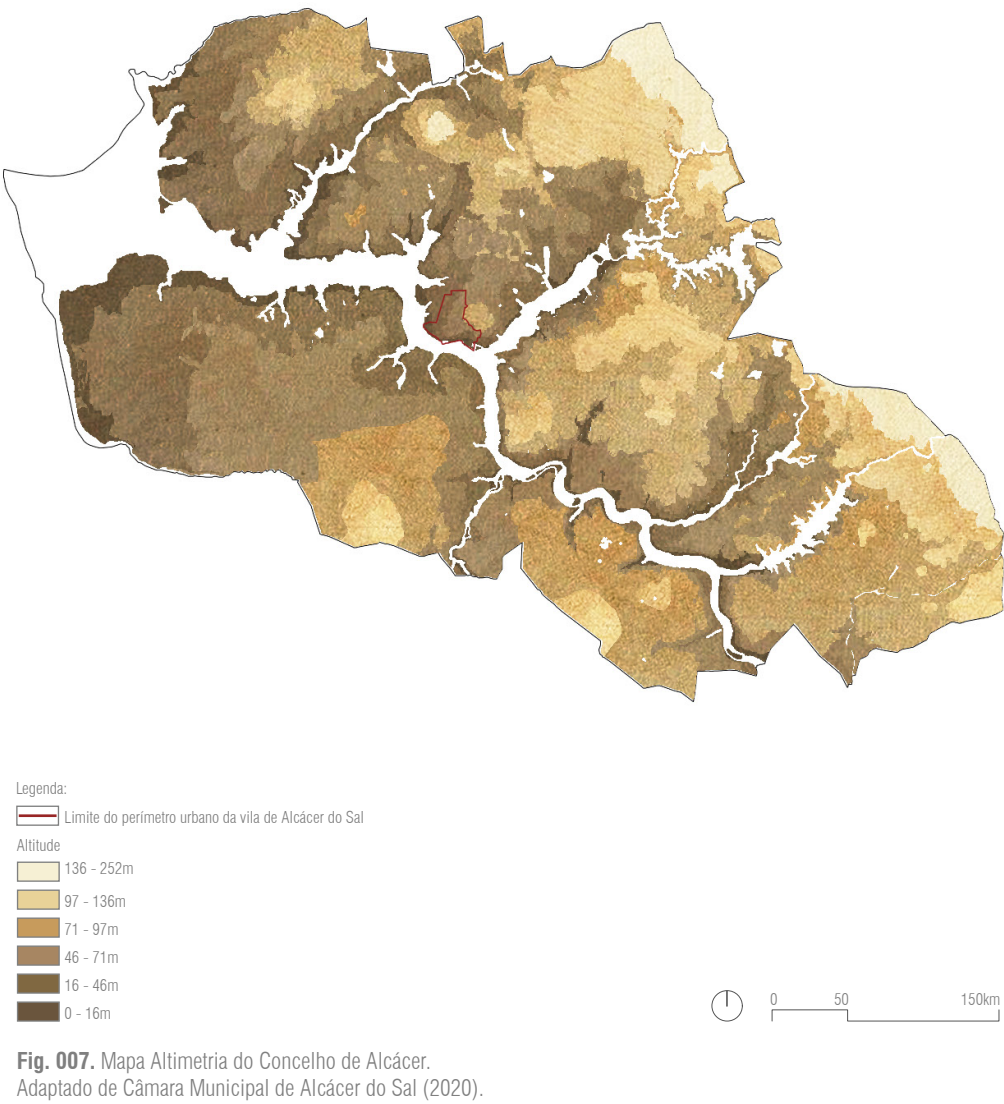 Legenda:
Limite do perímetro urbano da vila de Alcácer do Sal
Altitude
136 - 252m
97 - 136m
71 - 97m
46 - 71m
16 - 46m
0 - 16m
0 50 150km
Fig. 007. Mapa Altimetria do Concelho de Alcácer.
Adaptado de Câmara Municipal de Alcácer do Sal (2020).